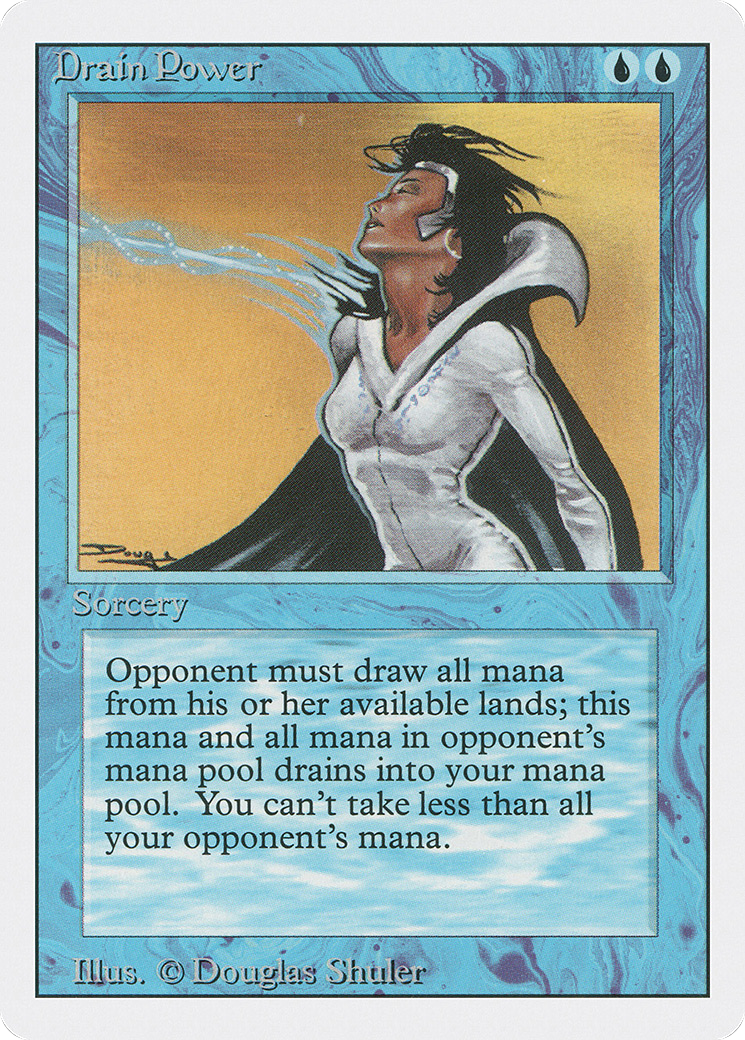 Drain Power
Douge
Sorcery
Opponent must draw all mana
from his or her available lands; this
mana and all mana in opponent's
mana pool drains into your mana
pool. You can't take less than all
your opponent's mana.
Illus. © Douglas Shuler